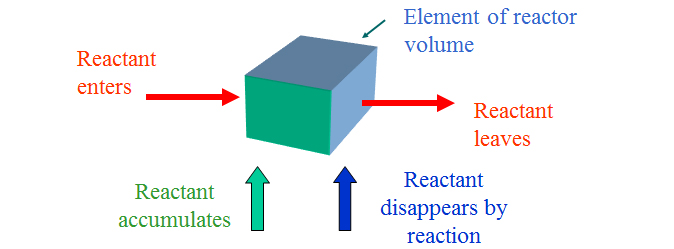 Element of reactor
volume
Reactant
enters
Reactant
leaves
Reactant
accumulates
Reactant
disappears by
reaction